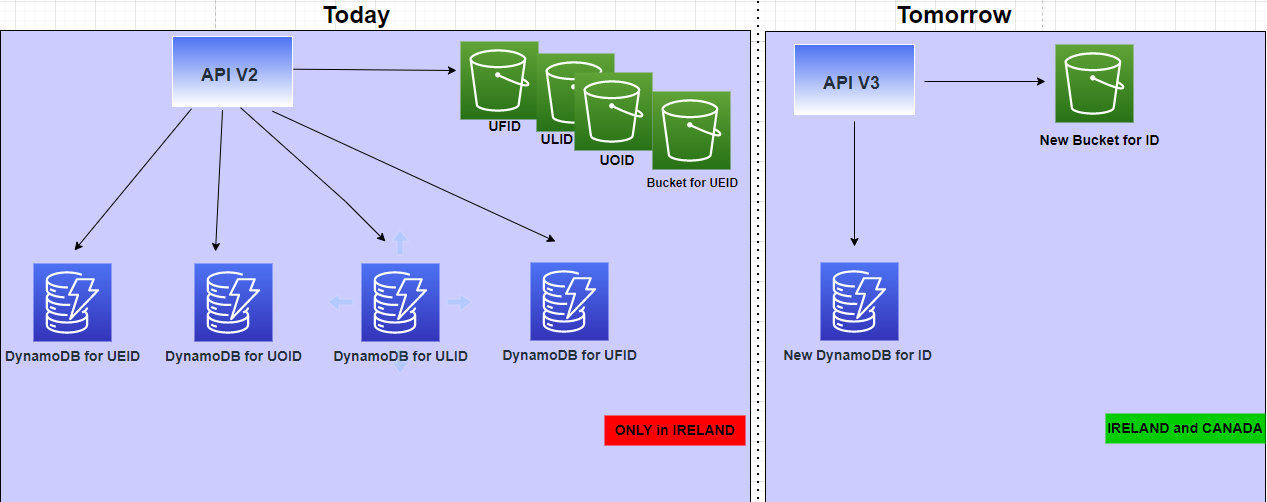 Today
Tomorrow
API V2
UFID
ULID
UOID
Bucket for UEID
DynamoDB for UEID
DynamoDB for UOID
DynamoDB for ULID
DynamoDB for UFID
ONLY in IRELAND
API V3
New Bucket for ID
New DynamoDB for ID
IRELAND and CANADA